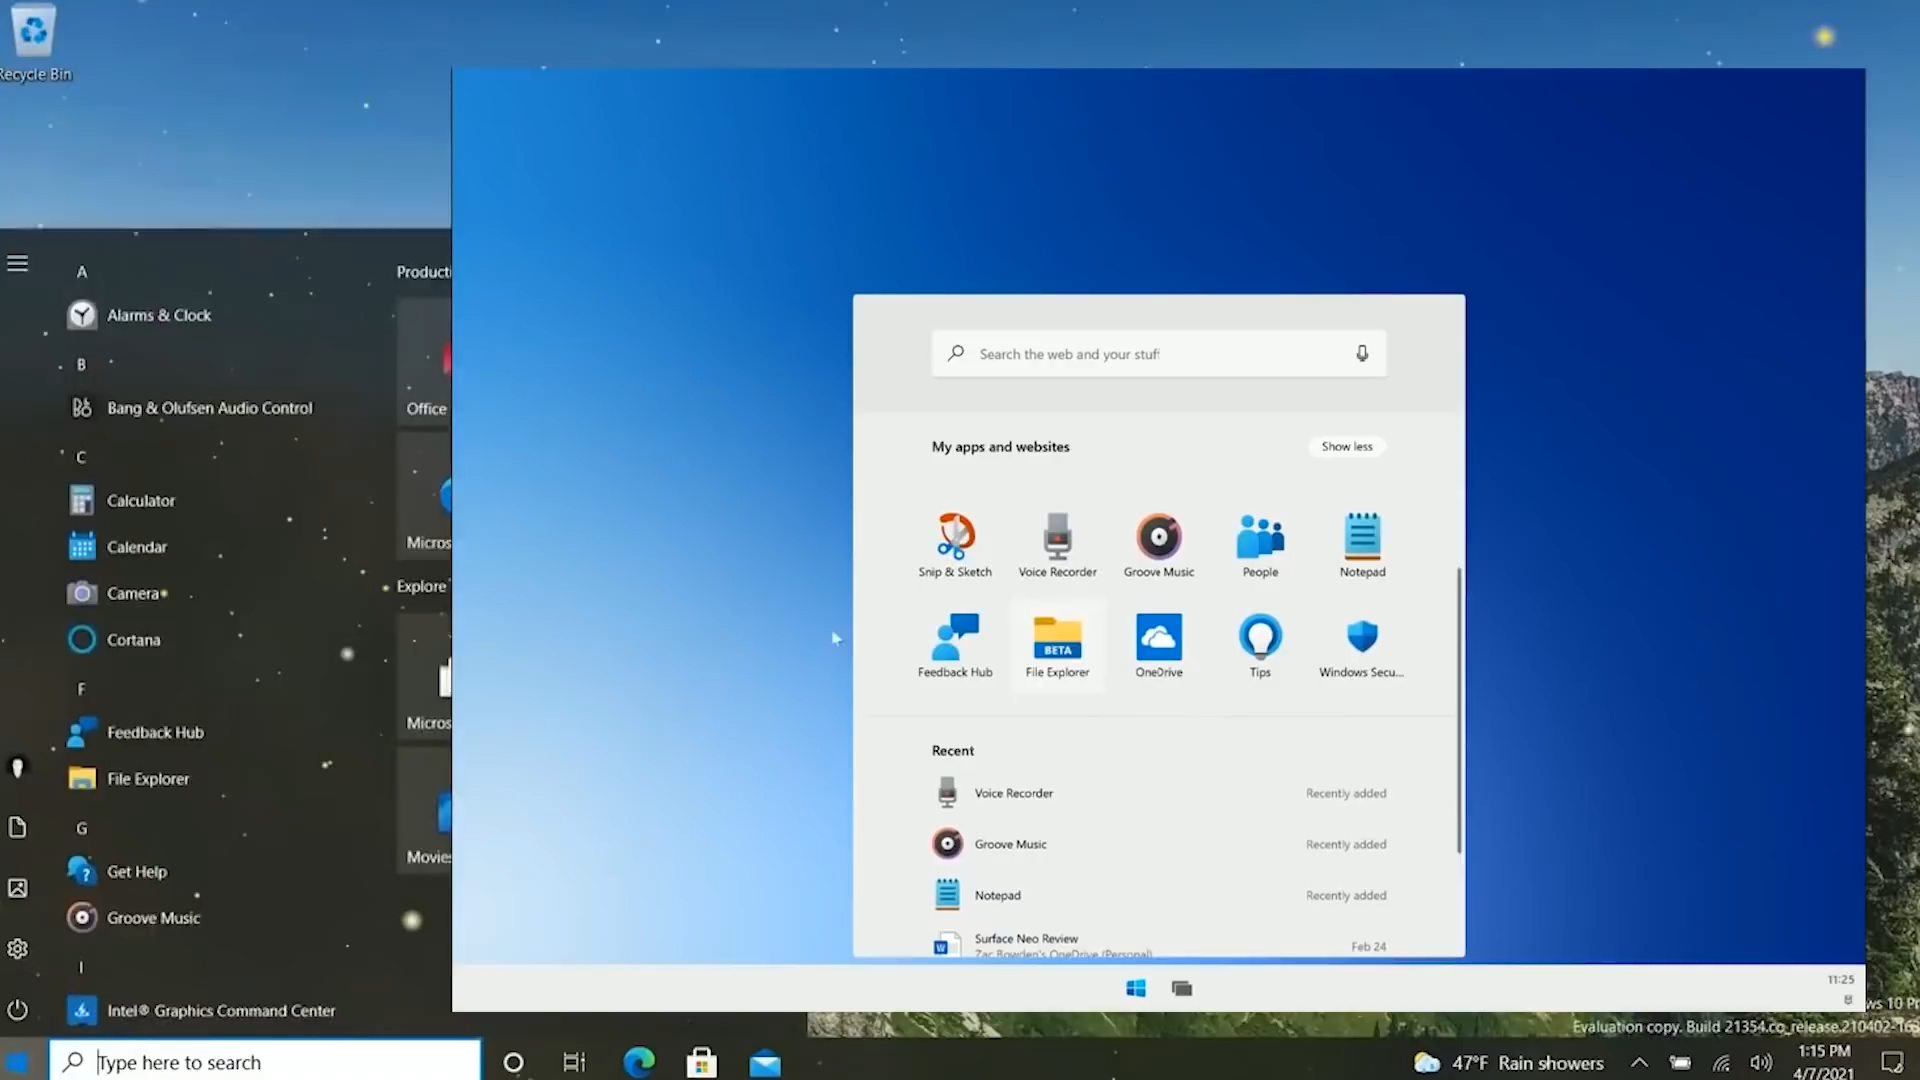 Recycle Bin
A
Alarms & Clock
B
Bang & Olufsen Audio Control
C
Calculator
Calendar
Camera
Cortana
F
Feedback Hub
File Explorer
G
Get Help
Groove Music
I
Intel® Graphics Command Center
Producti
Office
Micros
Explore
Micros
Movies
Search the web and your stuff
My apps and websites
Show less
Snip & Sketch
Voice Recorder
Groove Music
People
Notepad
Feedback Hub
BETA
File Explorer
OneDrive
Tips
Windows Secu...
Recent
Voice Recorder
Recently added
Groove Music
Recently added
Notepad
Recently added
Surface Neo Review
Feb 24
Zac Bowden's OneDrive (Personal)
11:25
ws 10 Pr
Evaluation copy. Build 21354.co_release.210402-16
Type here to search
47°F Rain showers
1:15 PM
4/7/2021